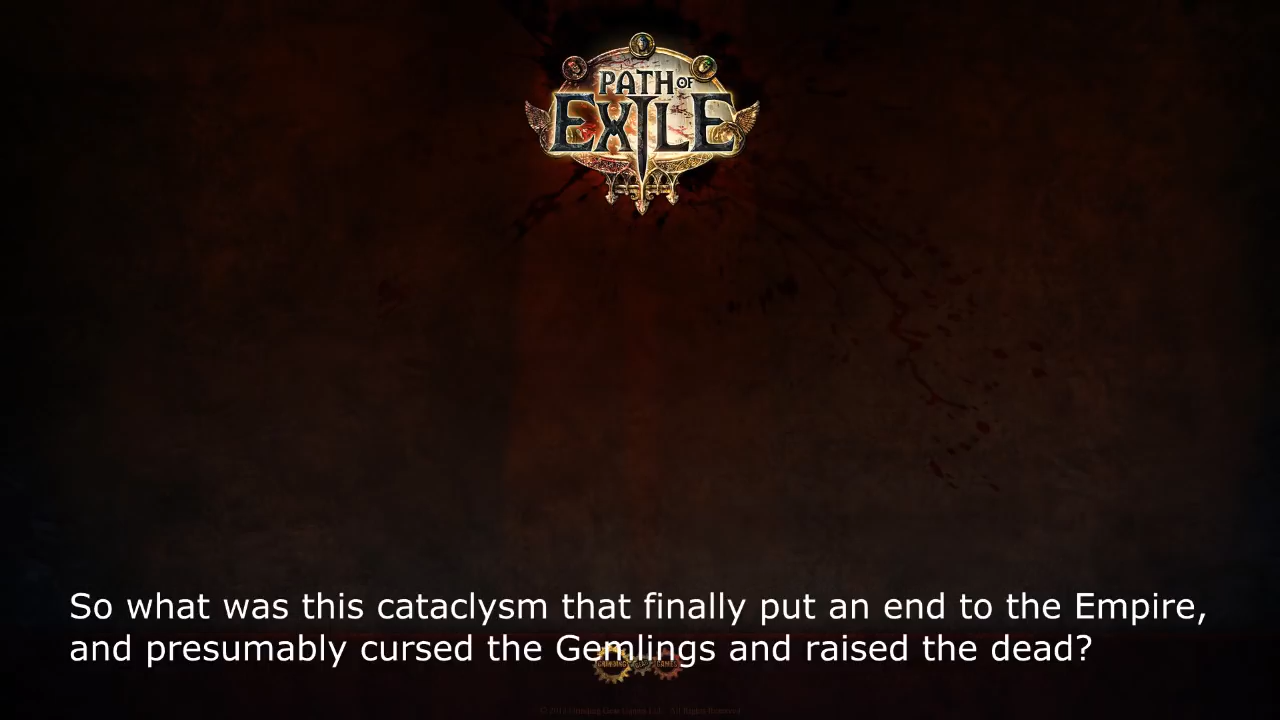 PATH OF
EXILE
So what was this cataclysm that finally put an end to the Empire,
and presumably cursed the Gemlings and raised the dead?